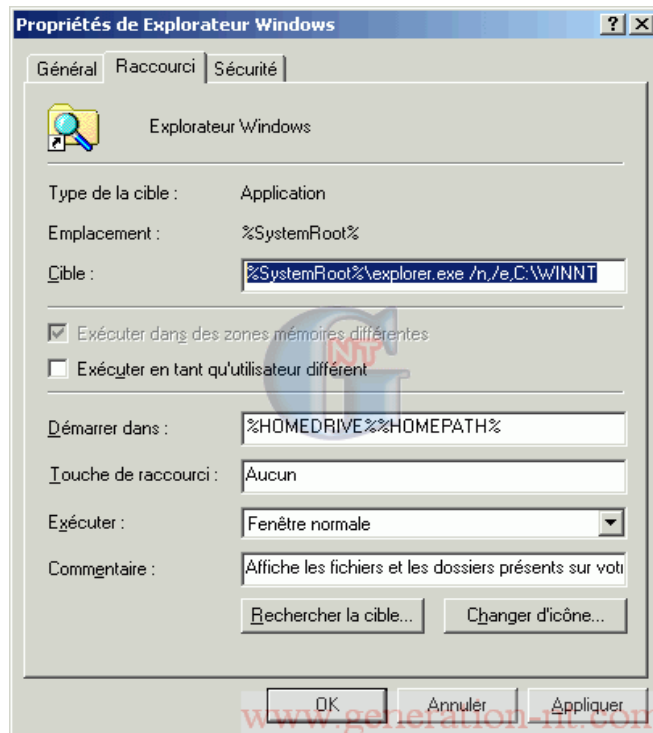 Propriétés de Explorateur Windows
Général Raccourci Sécurité
Explorateur Windows
Type de la cible : Application
Emplacement : %SystemRoot%
Cible : %SystemRoot%\explorer.exe /n,/e,C:\WINNT
Exécuter dans des zones mémoires différentes
Exécuter en tant qu'utilisateur différent
G NT
Démarrer dans : %HOMEDRIVE%%HOMEPATH%
Touche de raccourci : Aucun
Exécuter : Fenêtre normale
Commentaire : Affiche les fichiers et les dossiers présents sur
Rechercher la cible... Changer d'icône...
OK Annuler Appliquer
www.generation-nt.com